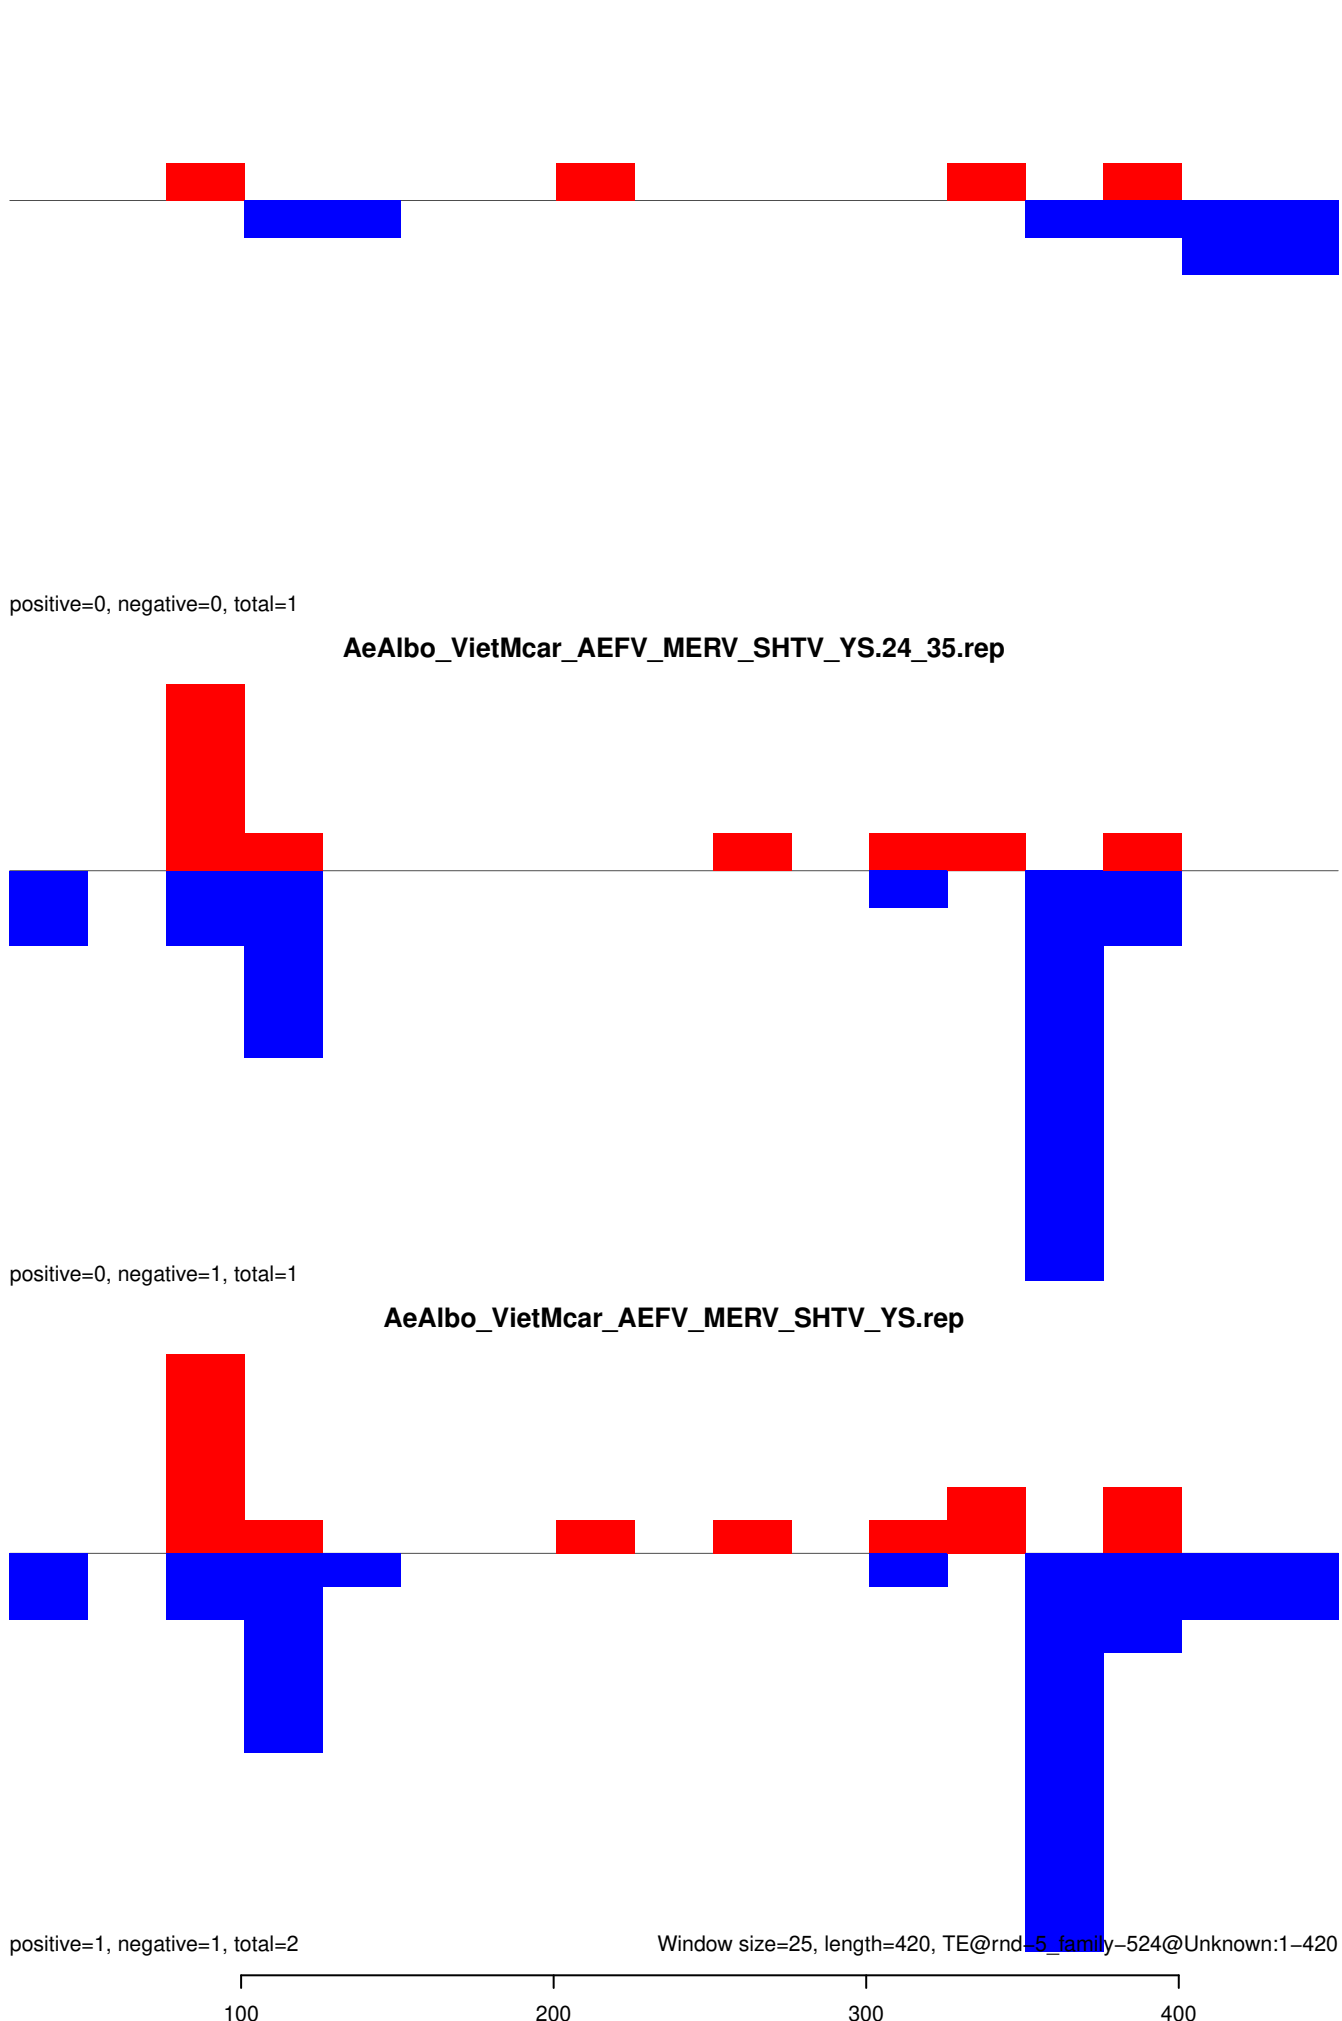 positive=0, negative=0, total=1
AeAlbo_VietMcar_AEFV_MERV_SHTV_YS.24_35.rep
positive=0, negative=1, total=1
AeAlbo_VietMcar_AEFV_MERV_SHTV_YS.rep
positive=1, negative=1, total=2
Window size=25, length=420, TE@rnd−5_family−524@Unknown:1−420
100 200 300 400